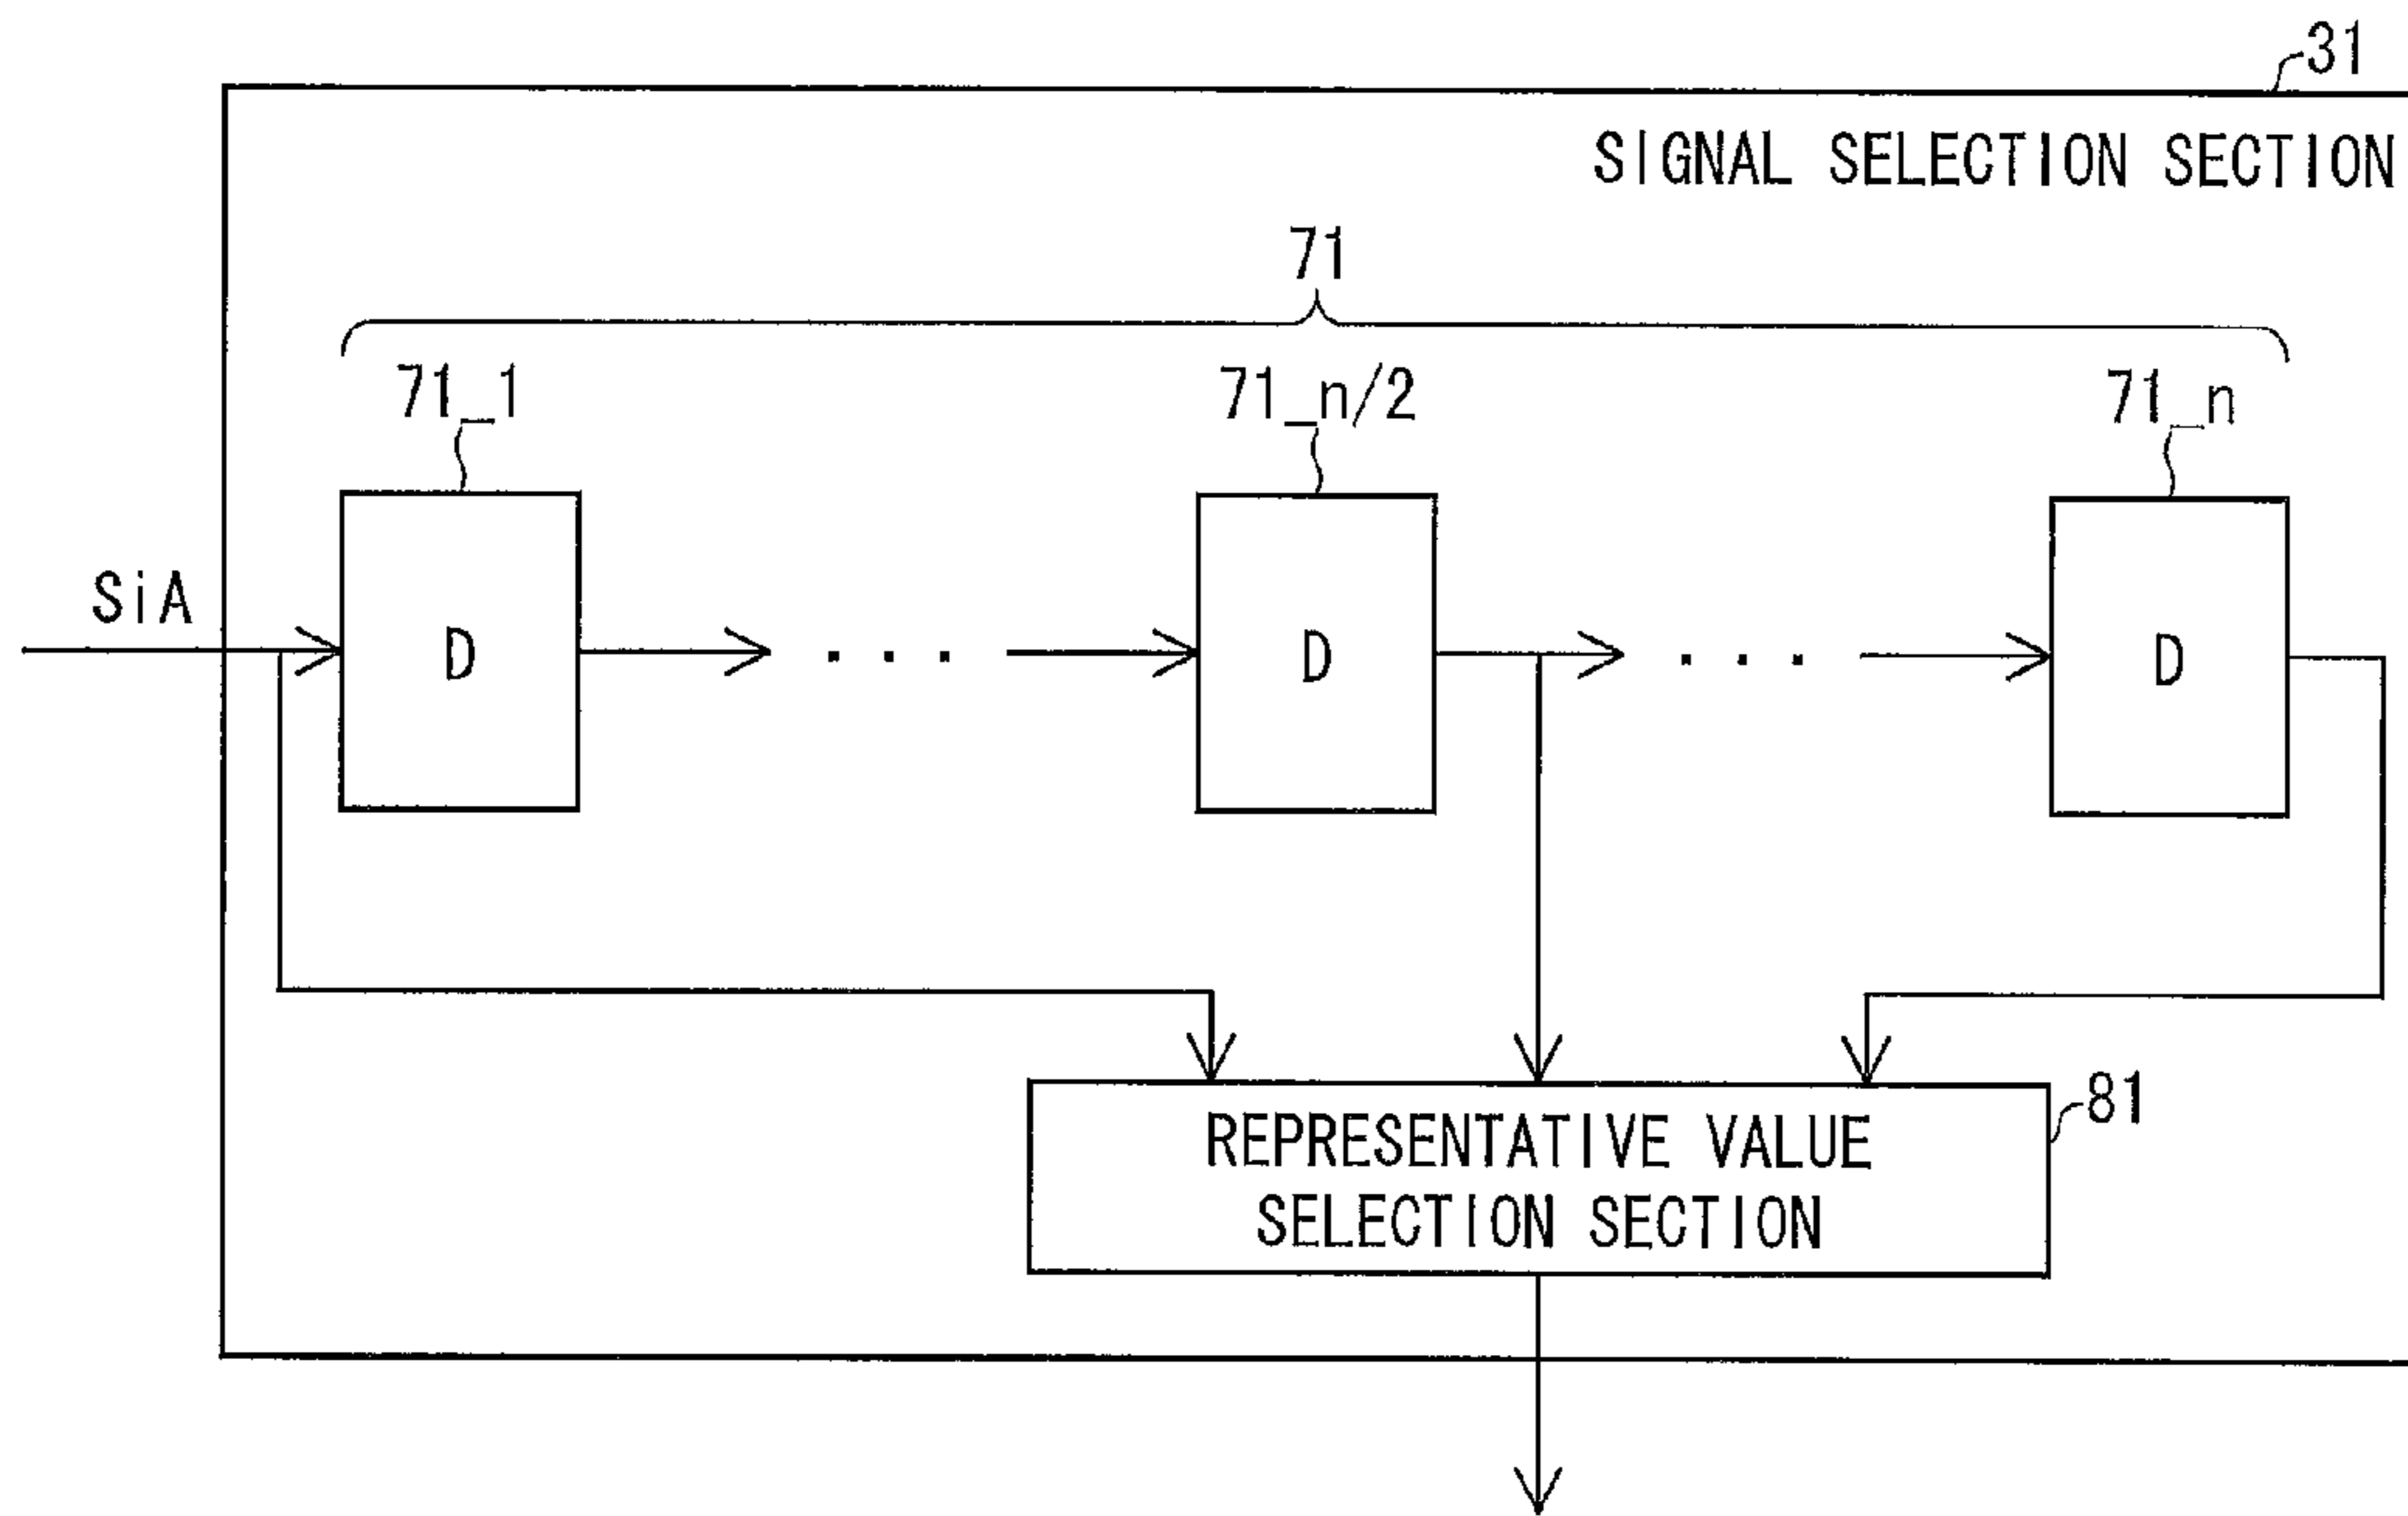 31
SIGNAL SELECTION SECTION
71
71_1
71_n/2
71_n
SiA
D
. . .
D
. . .
D
81
REPRESENTATIVE VALUE
SELECTION SECTION